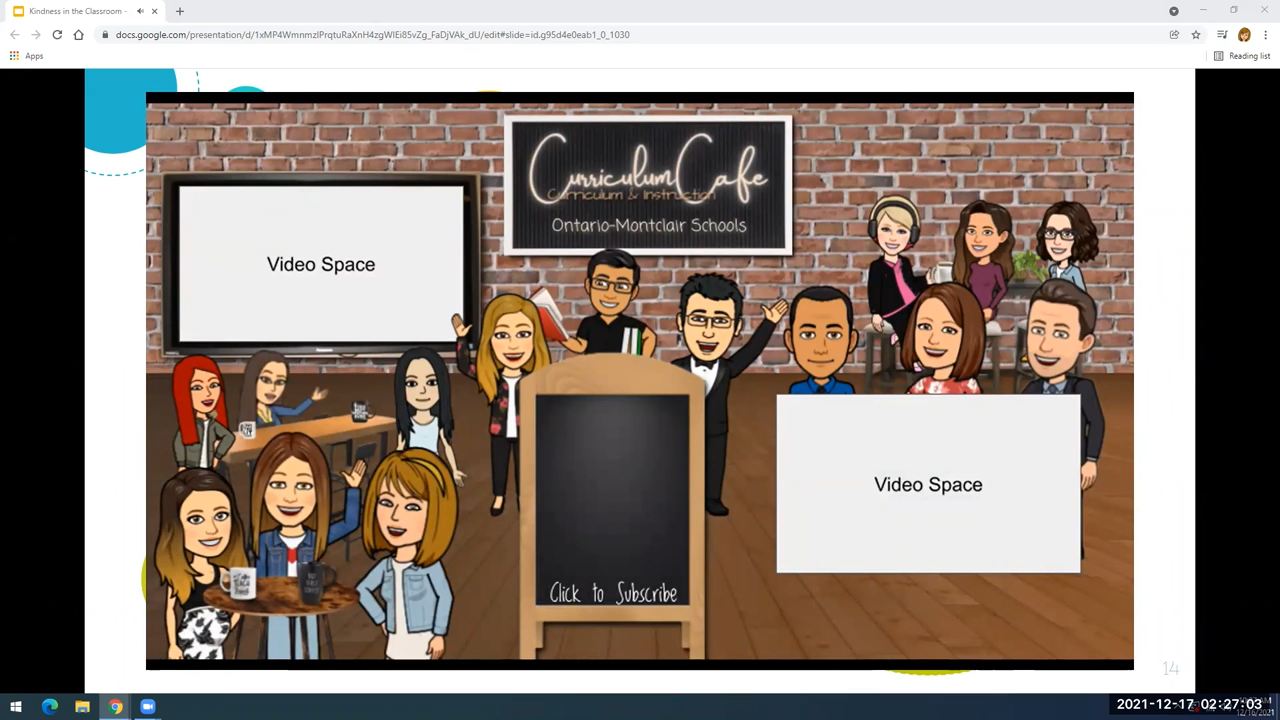 Kindness in the Classroom -
docs.google.com/presentation/d/1xMP4WmnmzlPrqtuRaXnH4zgWlEi85vZg_FaDjVAk_dU/edit#slide=id.g95d4e0eab1_0_1030
Apps
Reading list
Curriculum Cafe
Curriculum & Instruction
Ontario-Montclair Schools
Video Space
Video Space
Click to Subscribe
14
2021-12-17 02:27:03